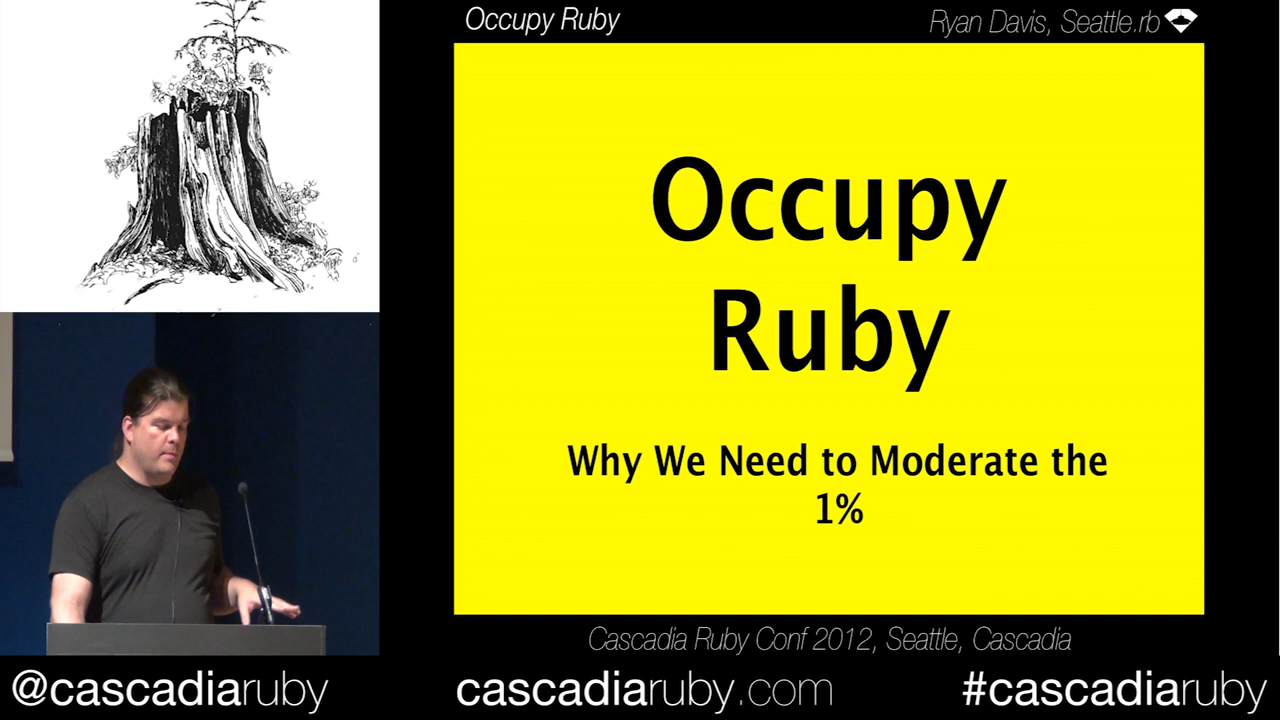 Occupy Ruby
Ryan Davis, Seattle.rb
Occupy
Ruby
Why We Need to Moderate the
1%
Cascadia Ruby Conf 2012, Seattle, Cascadia
@cascadiaruby
cascadiaruby.com
#cascadiaruby